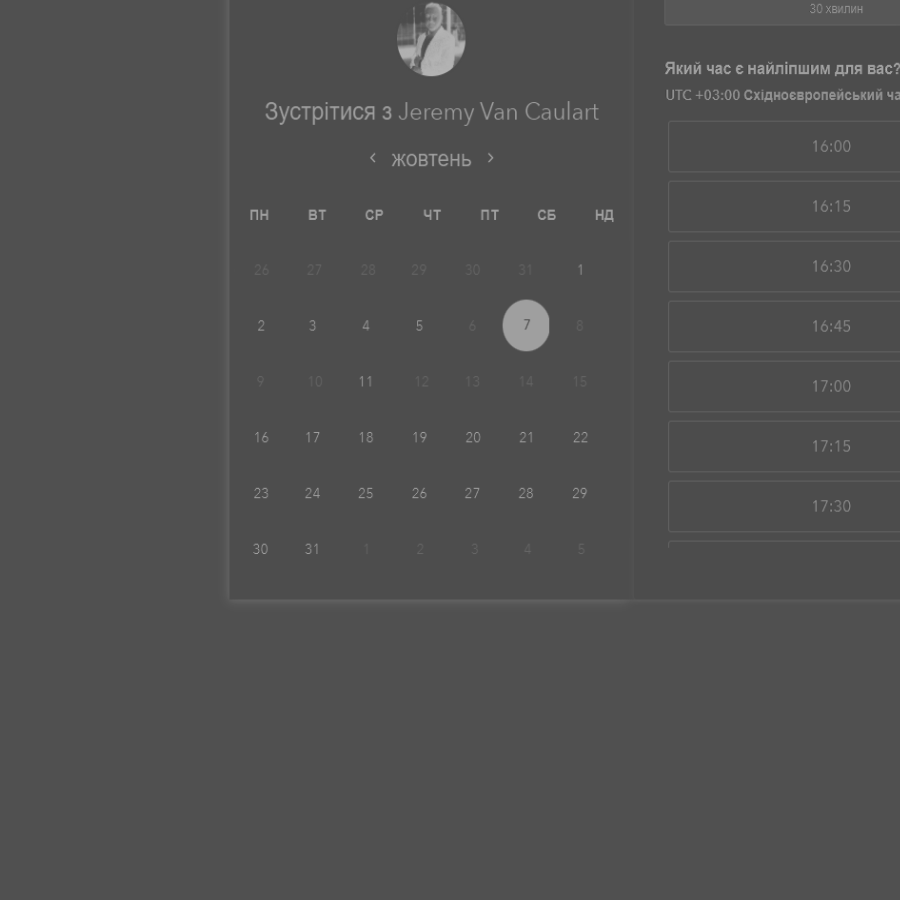 Зустрітися з Jeremy Van Caulart
‹ жовтень ›
ПН ВТ СР ЧТ ПТ СБ НД
26 27 28 29 30 31 1
2 3 4 5 6 7 8
9 10 11 12 13 14 15
16 17 18 19 20 21 22
23 24 25 26 27 28 29
30 31 1 2 3 4 5
30 хвилин
Який час є найліпшим для вас?
UTC +03:00 Східноєвропейський ча
16:00
16:15
16:30
16:45
17:00
17:15
17:30